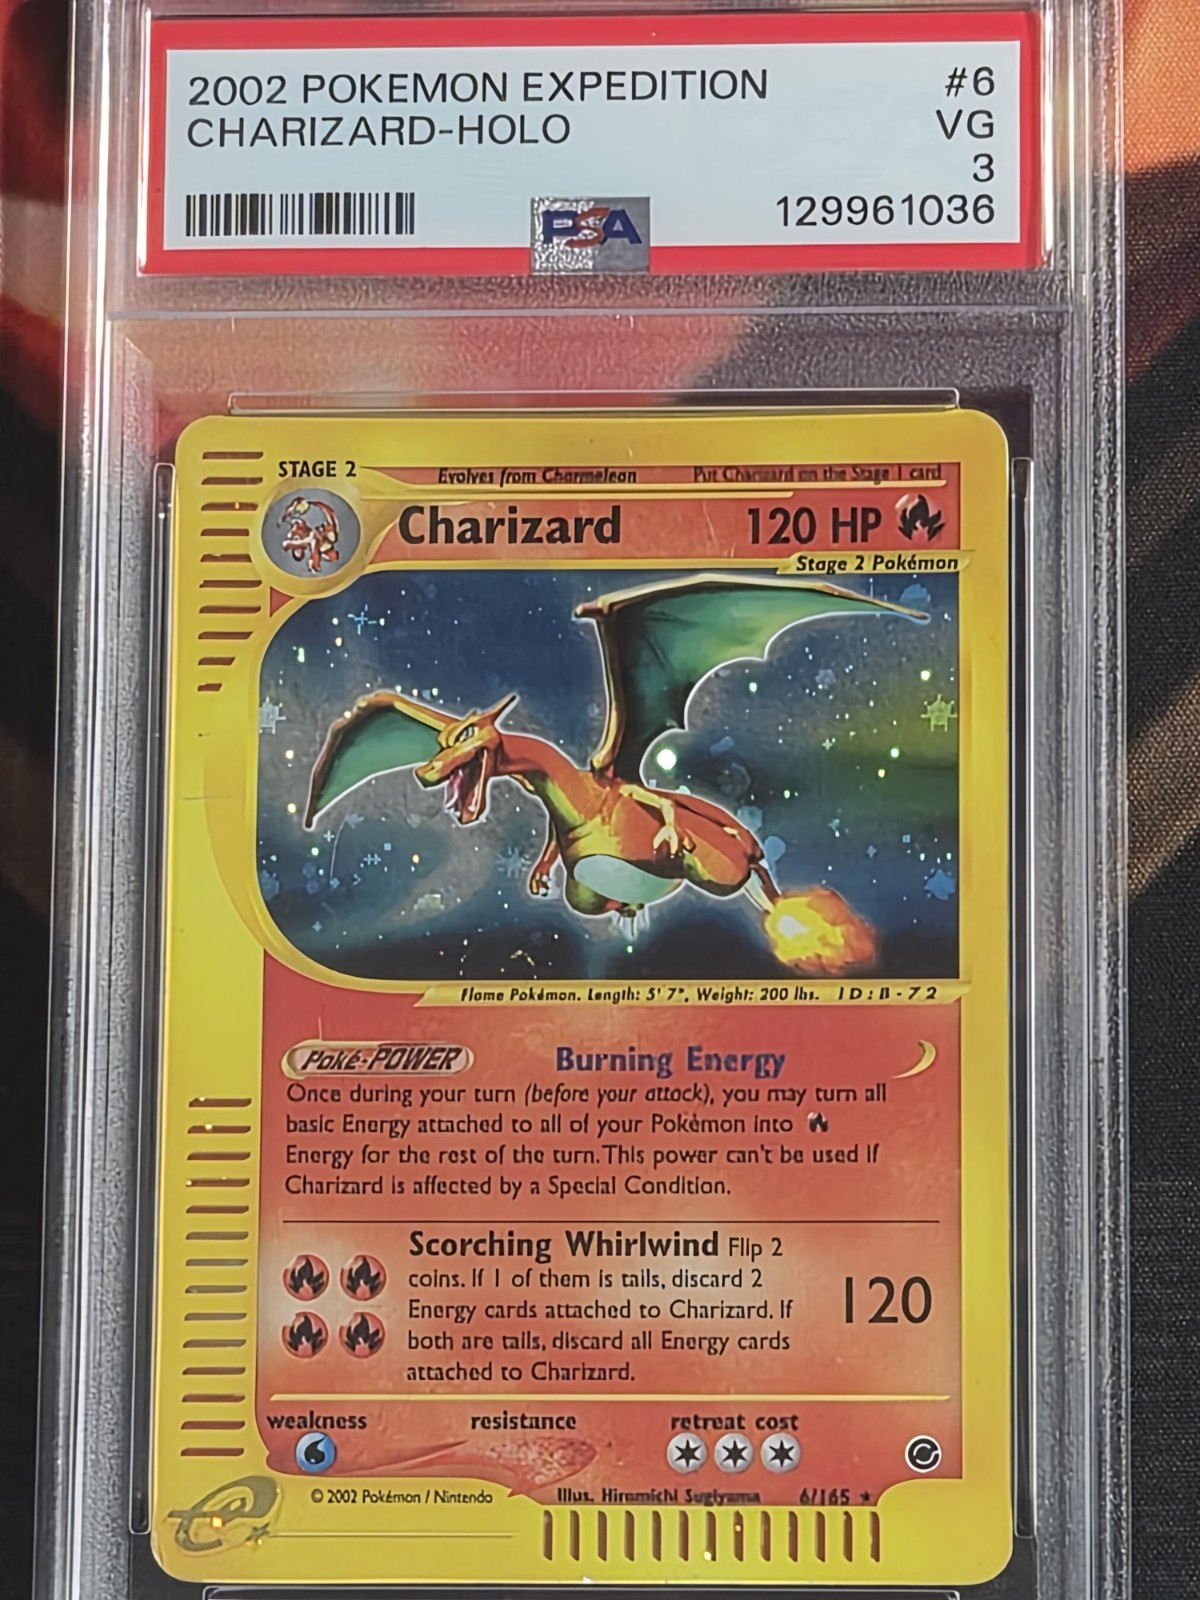 2002 POKEMON EXPEDITION #6
CHARIZARD-HOLO VG
3
PSA 129961036
STAGE 2 Evolves from Charmeleon Put Charizard on the Stage 1 card
Charizard 120 HP
Stage 2 Pokémon
Flame Pokémon. Length: 5' 7", Weight: 200 lbs. ID:B-72
Poké-POWER Burning Energy
Once during your turn (before your attack), you may turn all
basic Energy attached to all of your Pokémon into
Energy for the rest of the turn. This power can't be used if
Charizard is affected by a Special Condition.
Scorching Whirlwind Flip 2
coins. If 1 of them is tails, discard 2
Energy cards attached to Charizard. If
both are tails, discard all Energy cards
attached to Charizard.
120
weakness resistance retreat cost
e
© 2002 Pokémon / Nintendo Illus. Hiromichi Sugiyama 6/165 ★